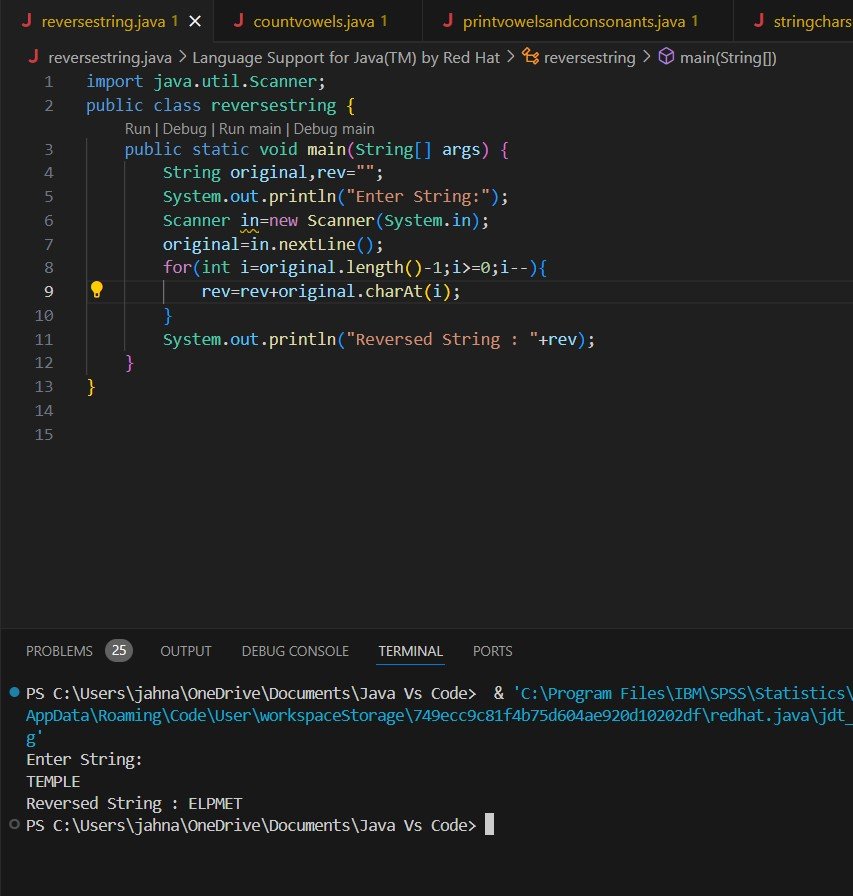 reversestring.java 1 × countvowels.java 1 printvowelsandconsonants.java 1 stringchars
reversestring.java > Language Support for Java(TM) by Red Hat > reversestring > main(String[])
1 import java.util.Scanner;
2 public class reversestring {
Run | Debug | Run main | Debug main
3 public static void main(String[] args) {
4 String original,rev="";
5 System.out.println("Enter String:");
6 Scanner in=new Scanner(System.in);
7 original=in.nextLine();
8 for(int i=original.length()-1;i>=0;i--){
9 rev=rev+original.charAt(i);
10 }
11 System.out.println("Reversed String : "+rev);
12 }
13 }
14
15
PROBLEMS 25 OUTPUT DEBUG CONSOLE TERMINAL PORTS
PS C:\Users\jahna\OneDrive\Documents\Java Vs Code>  & 'C:\Program Files\IBM\SPSS\Statistics\
AppData\Roaming\Code\User\workspaceStorage\749ecc9c81f4b75d604ae920d10202df\redhat.java\jdt_
g'
Enter String:
TEMPLE
Reversed String : ELPMET
PS C:\Users\jahna\OneDrive\Documents\Java Vs Code>